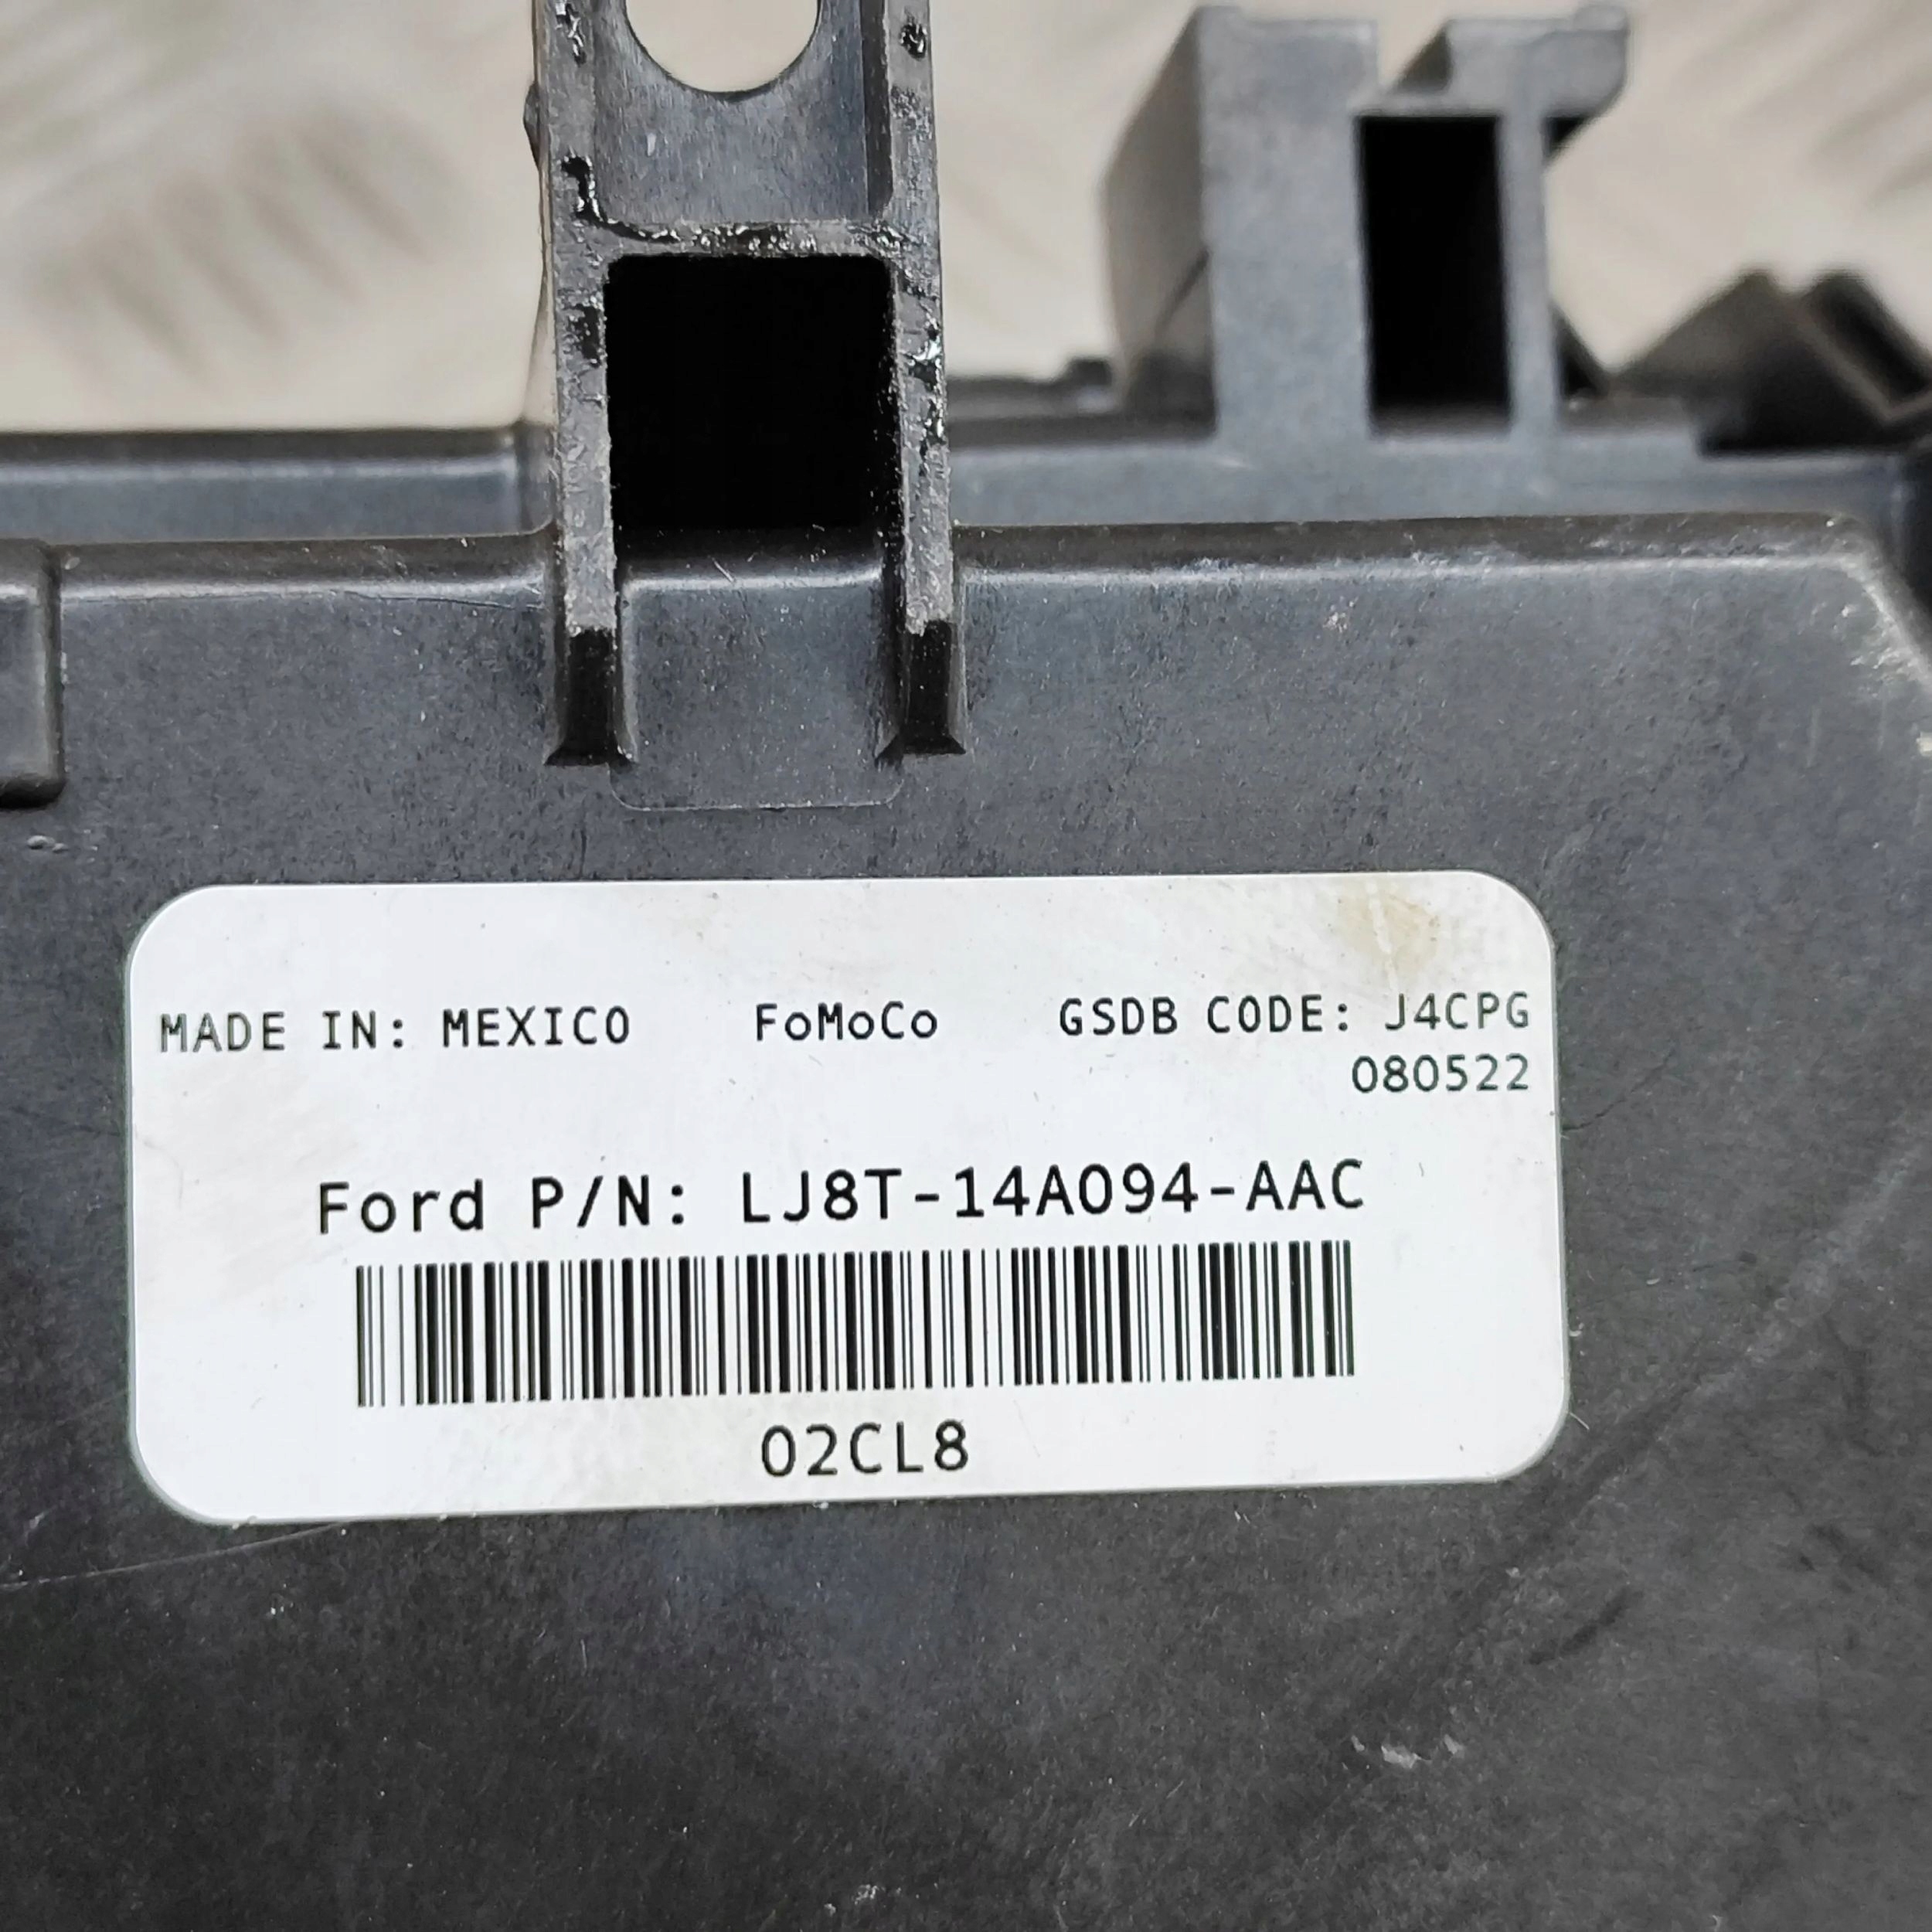 MADE IN: MEXICO FoMoCo GSDB CODE: J4CPG
080522
Ford P/N: LJ8T-14A094-AAC
02CL8